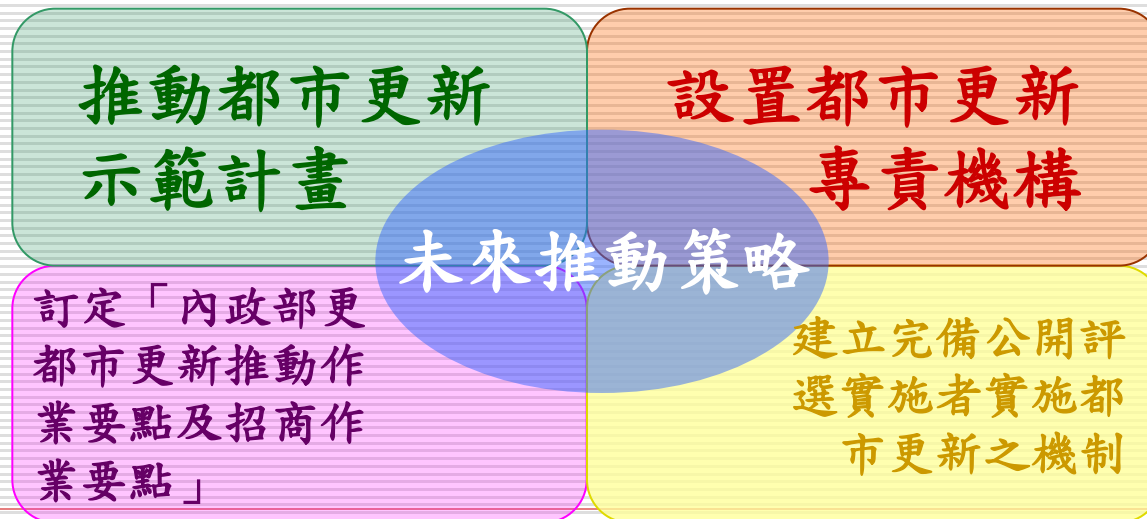 推動都市更新
示範計畫
設置都市更新
專責機構
未來推動策略
訂定「內政部更
都市更新推動作
業要點及招商作
業要點」
建立完備公開評
選實施者實施都
市更新之機制